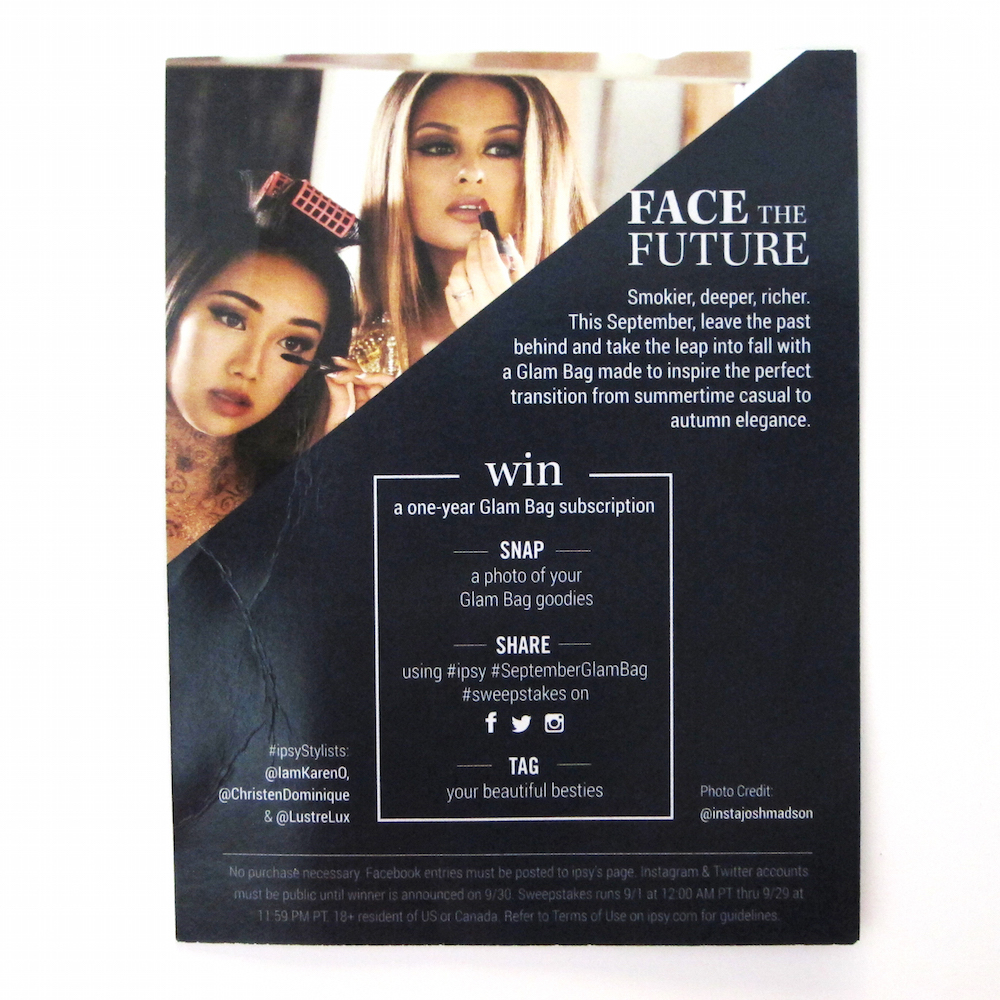 FACE THE
FUTURE
Smokier, deeper, richer.
This September, leave the past
behind and take the leap into fall with
a Glam Bag made to inspire the perfect
transition from summertime casual to
autumn elegance.
win
a one-year Glam Bag subscription
SNAP
a photo of your
Glam Bag goodies
SHARE
using #ipsy #SeptemberGlamBag
#sweepstakes on
TAG
your beautiful besties
#ipsyStylists:
@IamKarenO,
@ChristenDominique
& @LustreLux
Photo Credit:
@instajoshmadson
No purchase necessary. Facebook entries must be posted to ipsy's page. Instagram & Twitter accounts
must be public until winner is announced on 9/30. Sweepstakes runs 9/1 at 12:00 AM PT thru 9/29 at
11:59 PM PT. 18+ resident of US or Canada. Refer to Terms of Use on ipsy.com for guidelines.